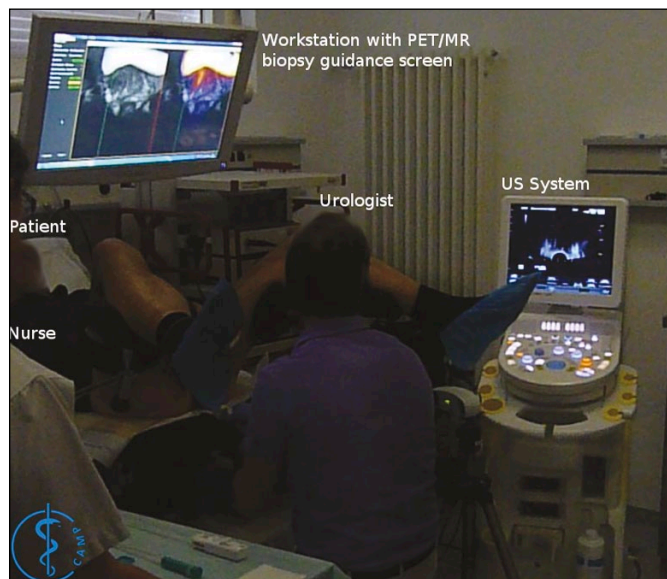 Workstation with PET/MR
biopsy guidance screen
US System
Urologist
Patient
Nurse
CAMP